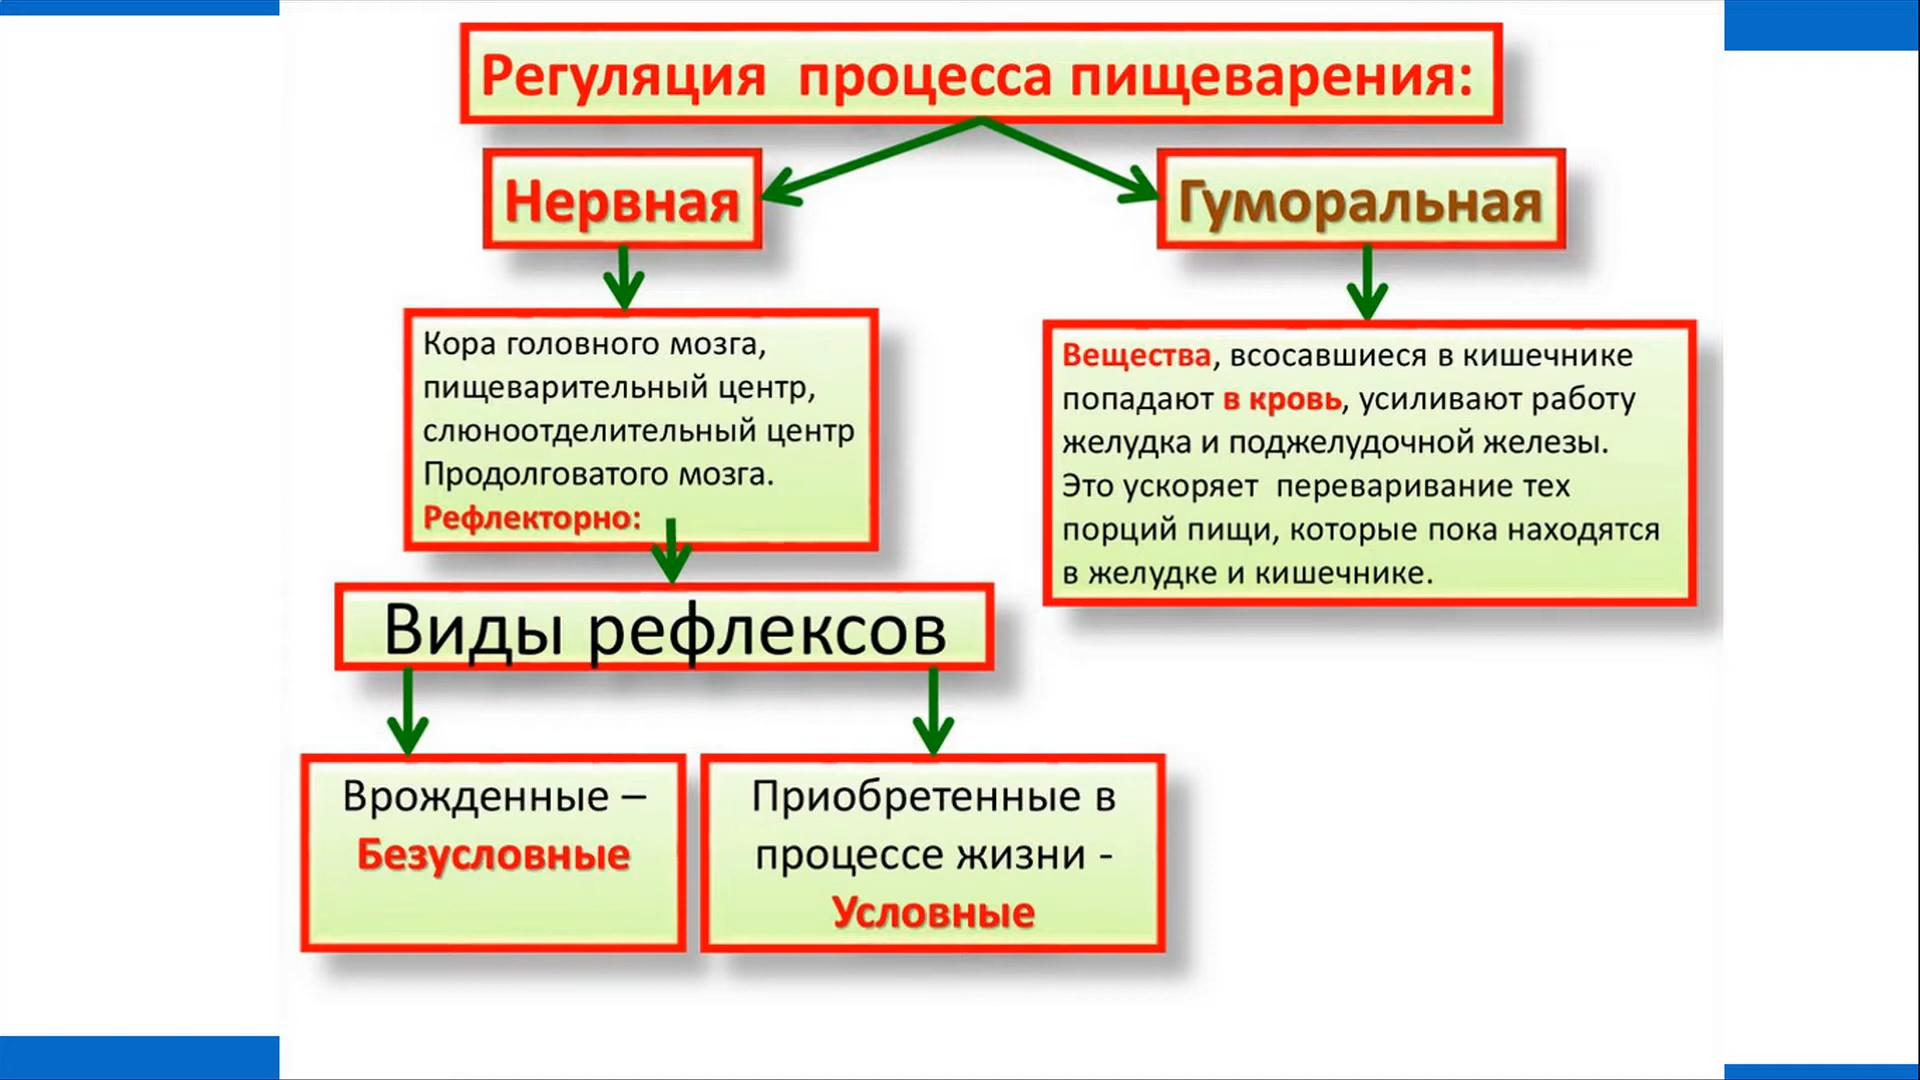 Регуляция процесса пищеварения:
Нервная
Гуморальная
Кора головного мозга,
пищеварительный центр,
слюноотделительный центр
Продолговатого мозга.
Рефлекторно:
Вещества, всосавшиеся в кишечнике
попадают в кровь, усиливают работу
желудка и поджелудочной железы.
Это ускоряет переваривание тех
порций пищи, которые пока находятся
в желудке и кишечнике.
Виды рефлексов
Врожденные –
Безусловные
Приобретенные в
процессе жизни -
Условные